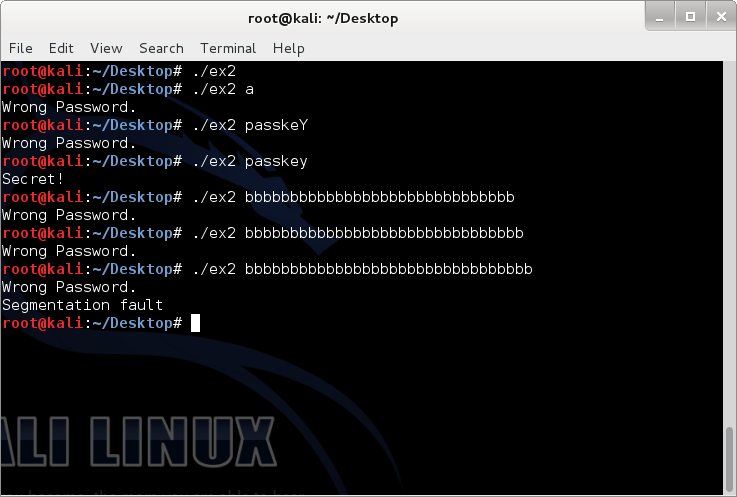 root@kali: ~/Desktop
File Edit View Search Terminal Help
root@kali:~/Desktop# ./ex2
root@kali:~/Desktop# ./ex2 a
Wrong Password.
root@kali:~/Desktop# ./ex2 passkeY
Wrong Password.
root@kali:~/Desktop# ./ex2 passkey
Secret!
root@kali:~/Desktop# ./ex2 bbbbbbbbbbbbbbbbbbbbbbbbbbbbbb
Wrong Password.
root@kali:~/Desktop# ./ex2 bbbbbbbbbbbbbbbbbbbbbbbbbbbbbbb
Wrong Password.
root@kali:~/Desktop# ./ex2 bbbbbbbbbbbbbbbbbbbbbbbbbbbbbbbb
Wrong Password.
Segmentation fault
root@kali:~/Desktop#
ALI LINUX